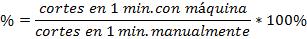 % = cortes en 1 min.con máquina / cortes en 1 min.manualmente * 100%